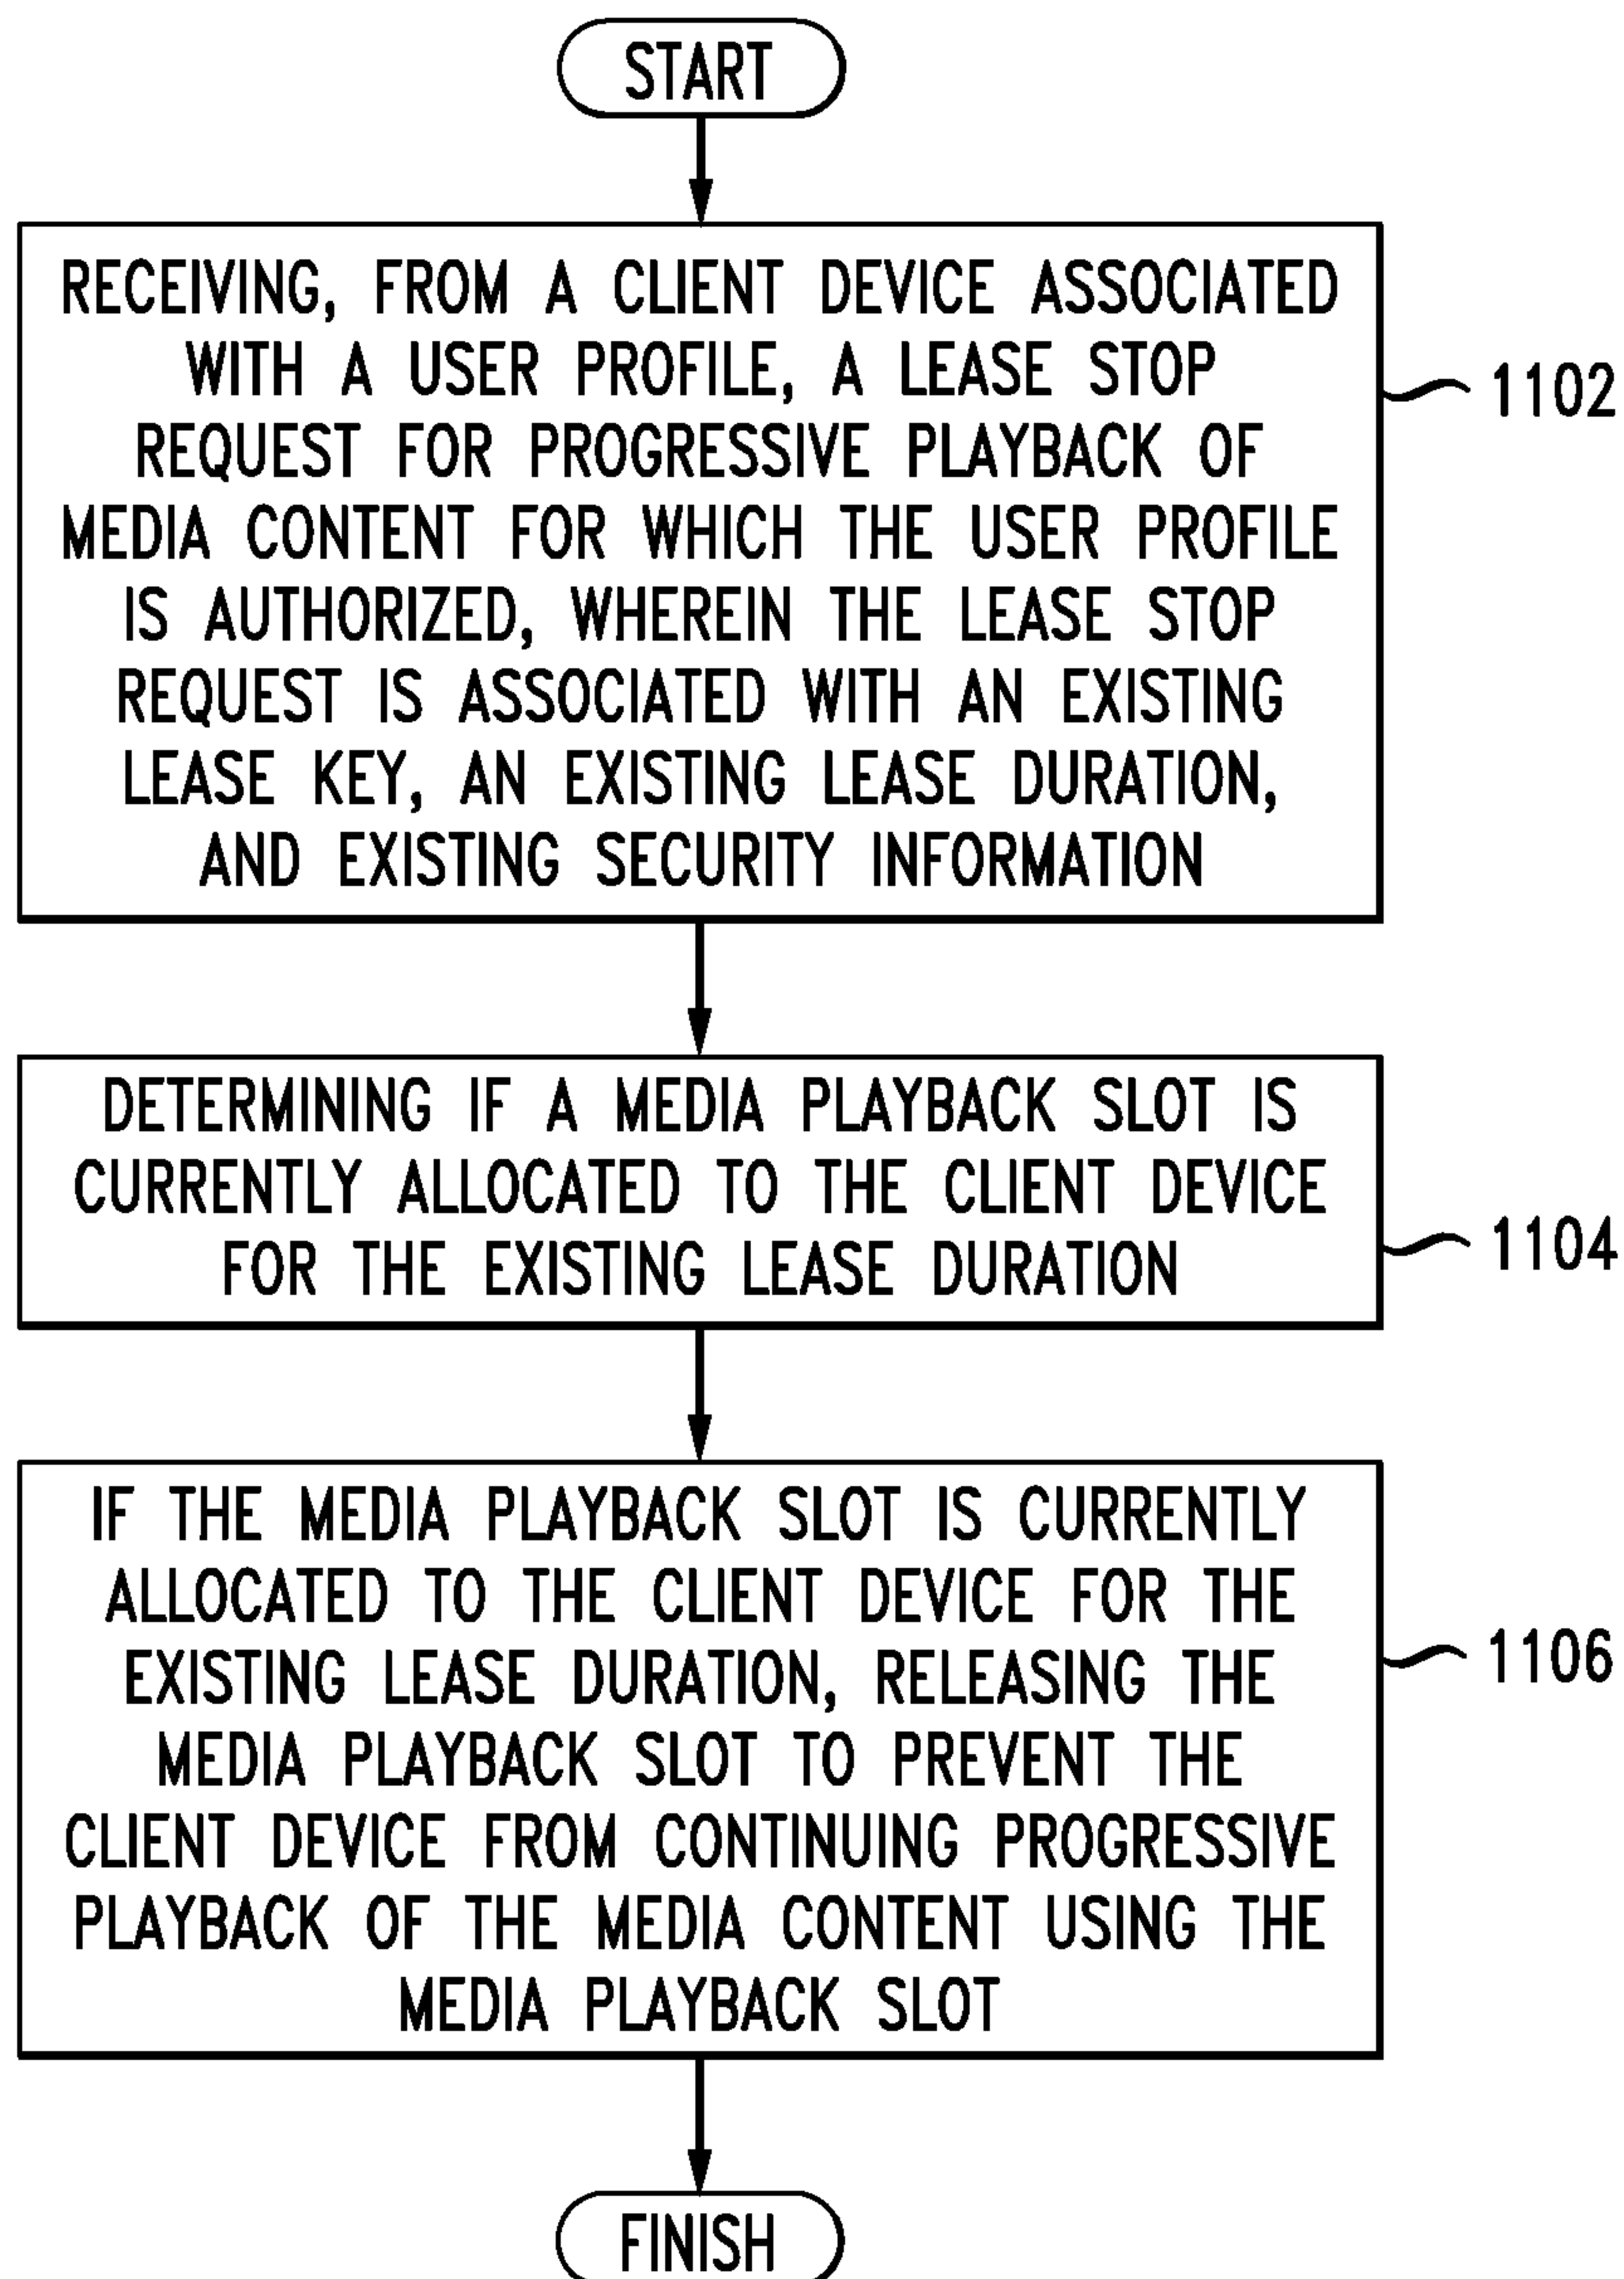 START
RECEIVING, FROM A CLIENT DEVICE ASSOCIATED
WITH A USER PROFILE, A LEASE STOP
REQUEST FOR PROGRESSIVE PLAYBACK OF
MEDIA CONTENT FOR WHICH THE USER PROFILE
IS AUTHORIZED, WHEREIN THE LEASE STOP
REQUEST IS ASSOCIATED WITH AN EXISTING
LEASE KEY, AN EXISTING LEASE DURATION,
AND EXISTING SECURITY INFORMATION
1102
DETERMINING IF A MEDIA PLAYBACK SLOT IS
CURRENTLY ALLOCATED TO THE CLIENT DEVICE
FOR THE EXISTING LEASE DURATION
1104
IF THE MEDIA PLAYBACK SLOT IS CURRENTLY
ALLOCATED TO THE CLIENT DEVICE FOR THE
EXISTING LEASE DURATION, RELEASING THE
MEDIA PLAYBACK SLOT TO PREVENT THE
CLIENT DEVICE FROM CONTINUING PROGRESSIVE
PLAYBACK OF THE MEDIA CONTENT USING THE
MEDIA PLAYBACK SLOT
1106
FINISH